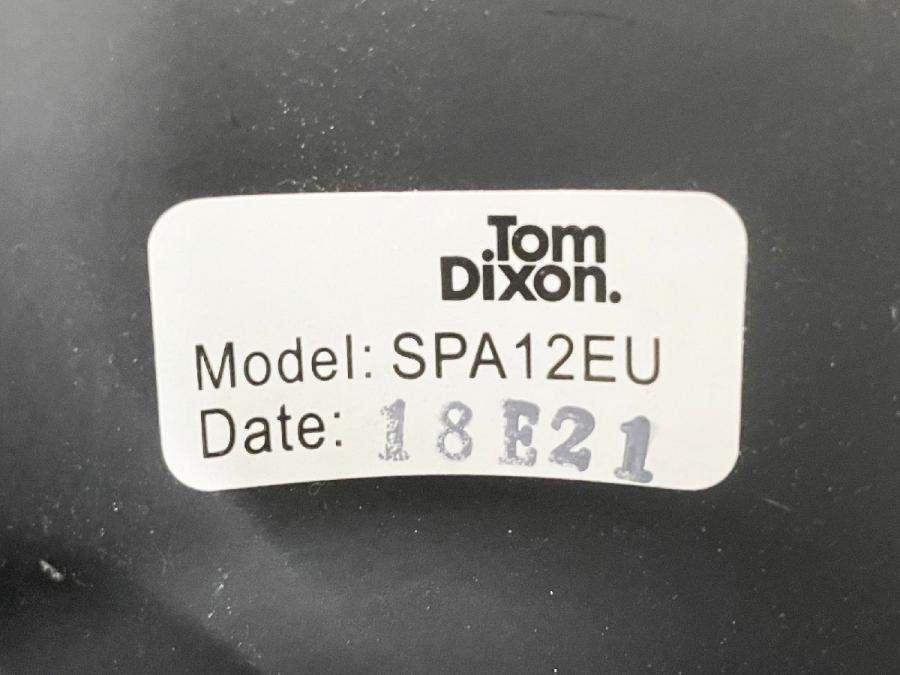 Tom
Dixon.
Model: SPA12EU
Date: 18E21